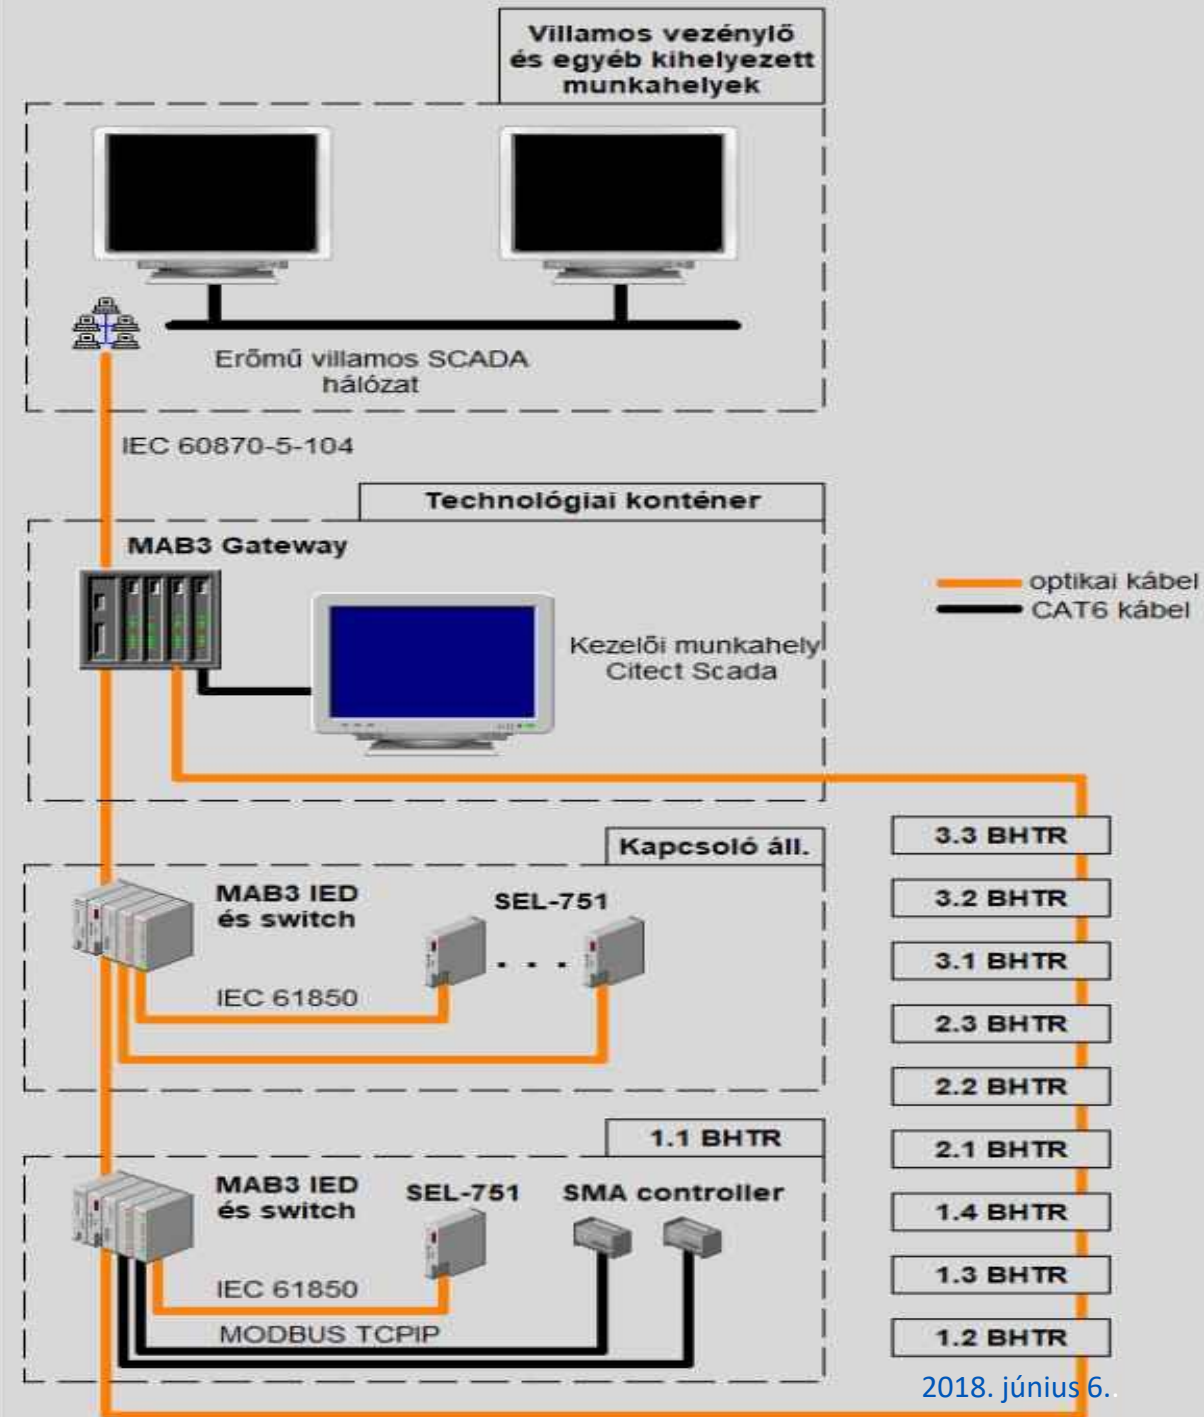 Villamos vezénylő
és egyéb kihelyezett
munkahelyek
Erőmű villamos SCADA
hálózat
IEC 60870-5-104
Technológiai konténer
MAB3 Gateway
Kezelői munkahely
Citect Scada
optikai kábel
CAT6 kábel
Kapcsoló áll.
MAB3 IED
és switch
SEL-751
. . .
IEC 61850
1.1 BHTR
MAB3 IED
és switch
SEL-751
SMA controller
IEC 61850
MODBUS TCPIP
3.3 BHTR
3.2 BHTR
3.1 BHTR
2.3 BHTR
2.2 BHTR
2.1 BHTR
1.4 BHTR
1.3 BHTR
1.2 BHTR
2018. június 6..